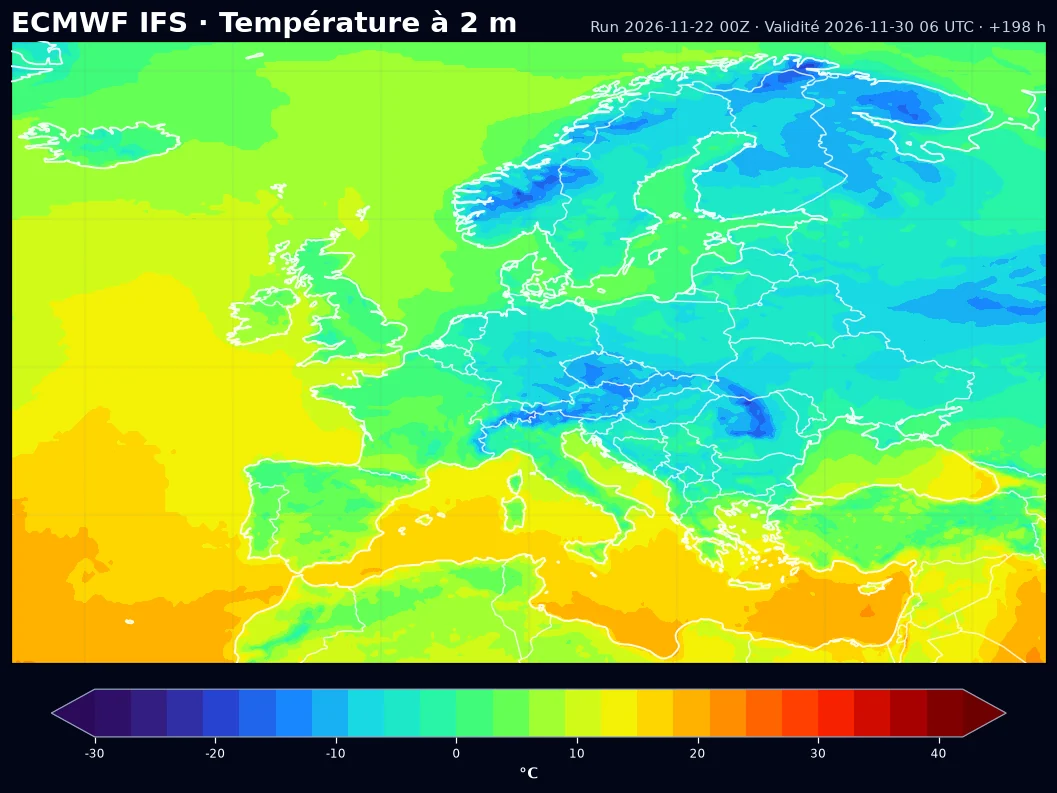 ECMWF IFS · Température à 2 m
Run 2026-11-22 00Z · Validité 2026-11-30 06 UTC · +198 h
-30 -20 -10 0 10 20 30 40
°C